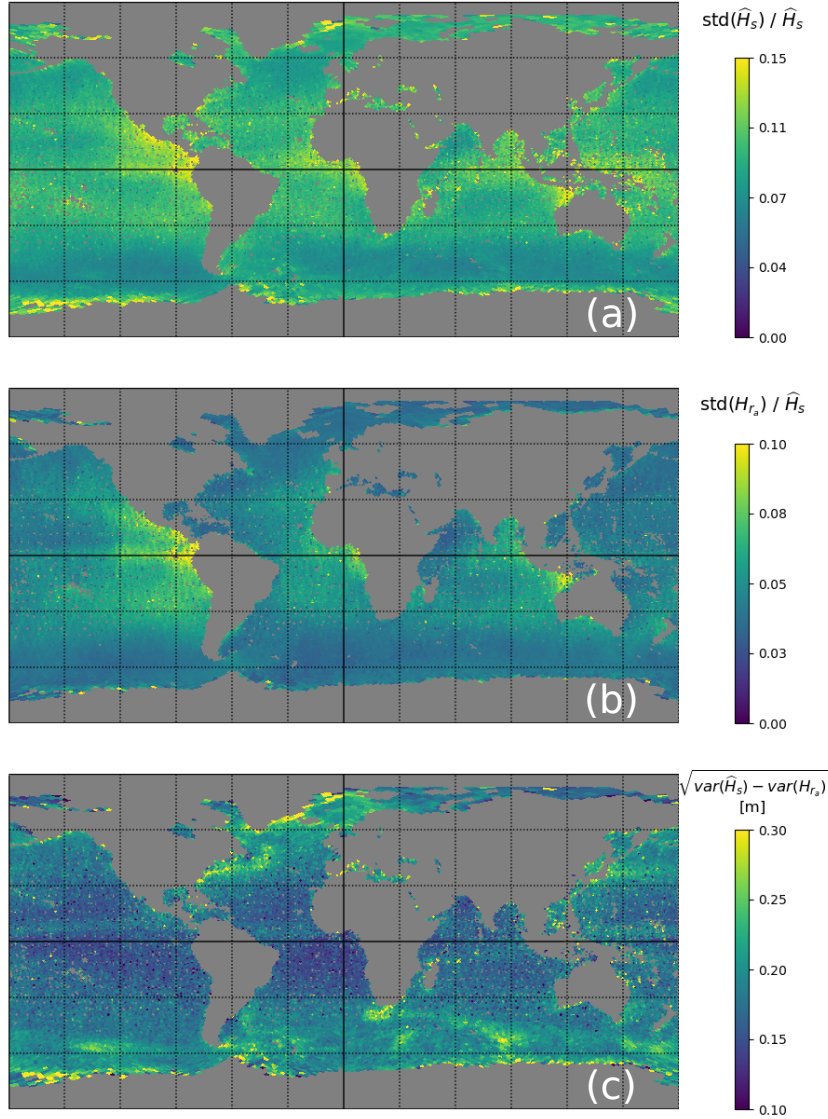 std(Ĥₛ) / Ĥₛ
0.15
0.11
0.07
0.04
0.00
(a)
std(Hᵣₐ) / Ĥₛ
0.10
0.08
0.05
0.03
0.00
(b)
√var(Ĥₛ) − var(Hᵣₐ)
[m]
0.30
0.25
0.20
0.15
0.10
(c)